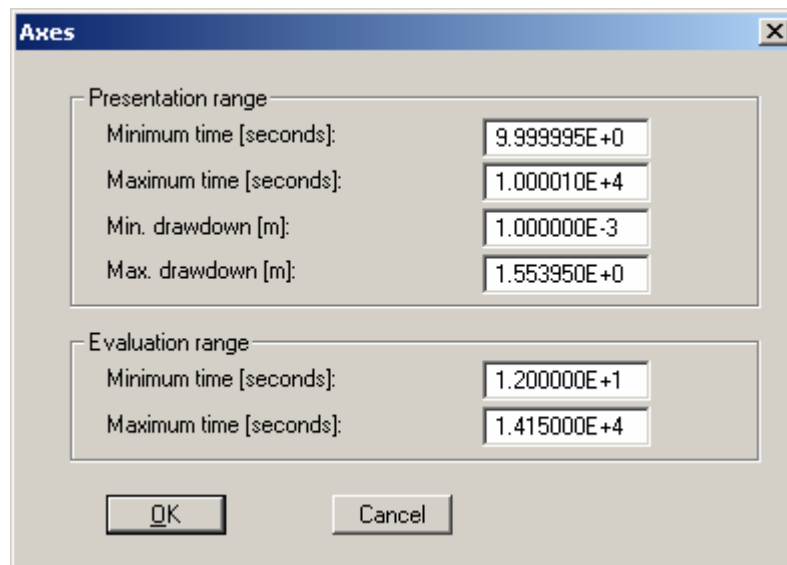 Axes
Presentation range
Minimum time [seconds]: 9.999995E+0
Maximum time [seconds]: 1.000010E+4
Min. drawdown [m]: 1.000000E-3
Max. drawdown [m]: 1.553950E+0
Evaluation range
Minimum time [seconds]: 1.200000E+1
Maximum time [seconds]: 1.415000E+4
OK Cancel